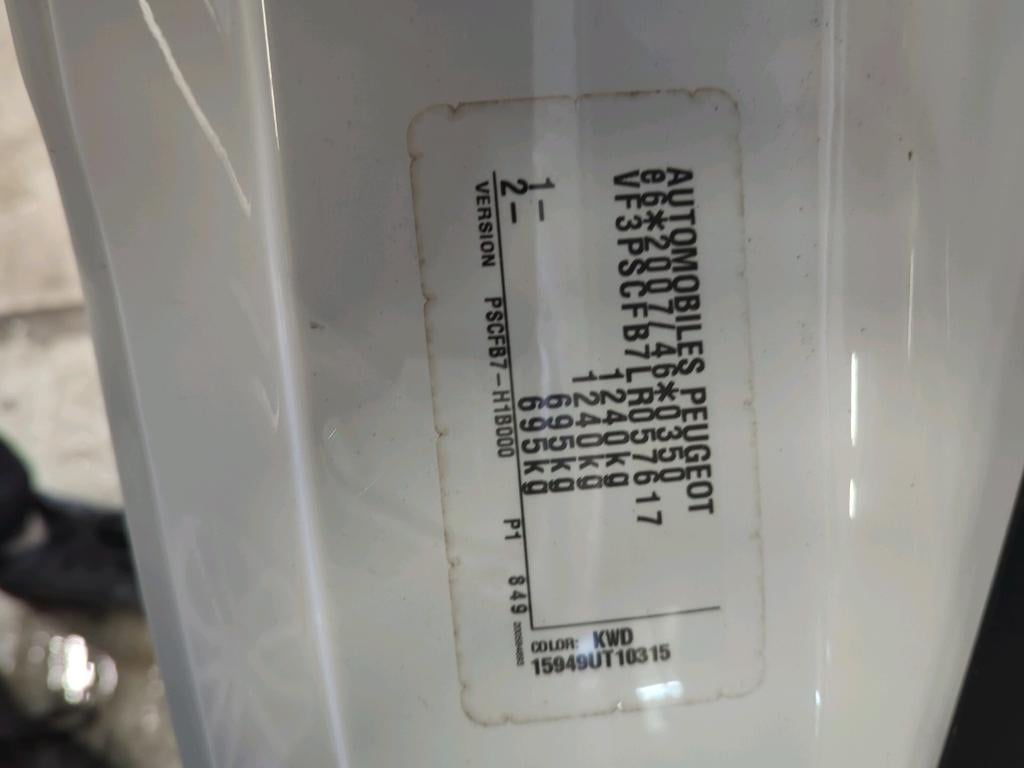 AUTOMOBILES PEUGEOT
e6*2007/46*0350
VF3PSCFB7LR057617
1240kg
1240kg
1- 695kg
2- 695kg
VERSION PSCFB7-H1B000 P1 849
COLOR: KWD
15949UT10315